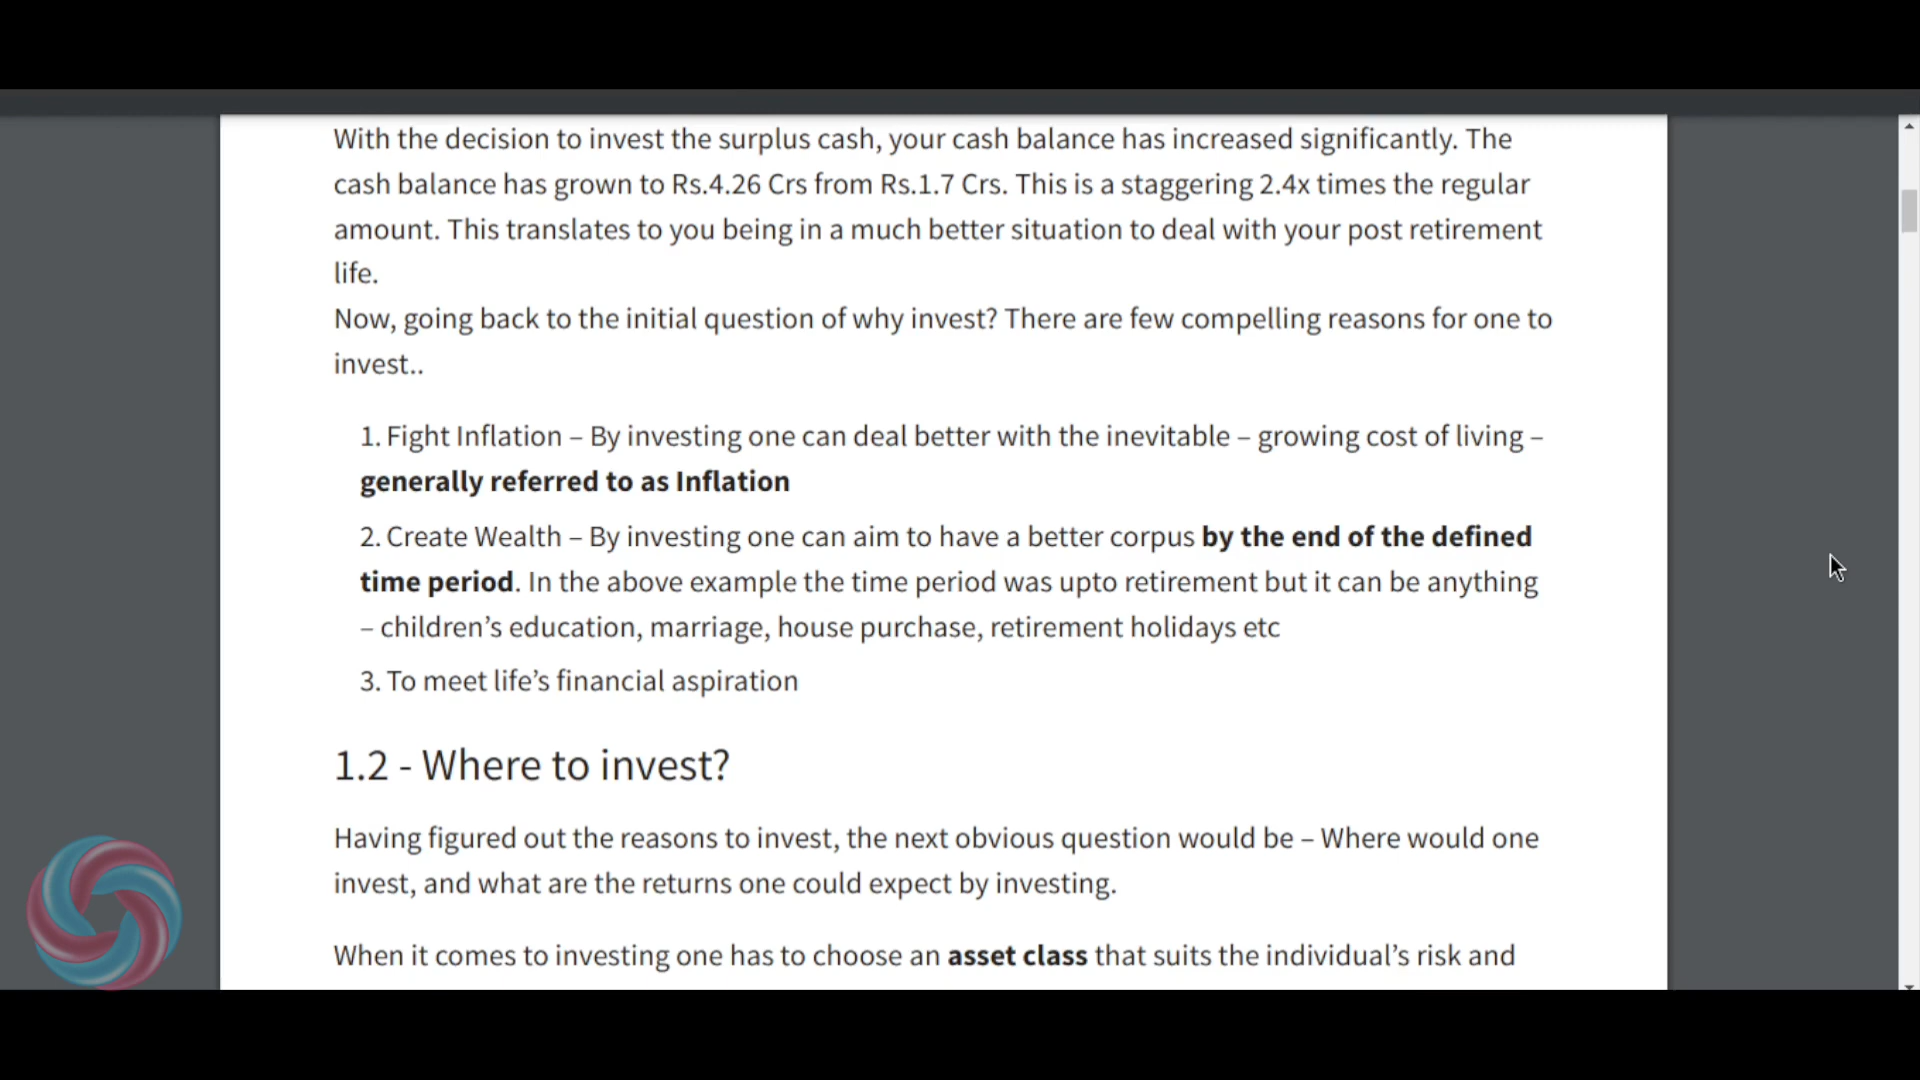 With the decision to invest the surplus cash, your cash balance has increased significantly. The
cash balance has grown to Rs.4.26 Crs from Rs.1.7 Crs. This is a staggering 2.4x times the regular
amount. This translates to you being in a much better situation to deal with your post retirement
life.
Now, going back to the initial question of why invest? There are few compelling reasons for one to
invest..
1. Fight Inflation – By investing one can deal better with the inevitable – growing cost of living –
generally referred to as Inflation
2. Create Wealth – By investing one can aim to have a better corpus by the end of the defined
time period. In the above example the time period was upto retirement but it can be anything
– children’s education, marriage, house purchase, retirement holidays etc
3. To meet life’s financial aspiration
1.2 - Where to invest?
Having figured out the reasons to invest, the next obvious question would be – Where would one
invest, and what are the returns one could expect by investing.
When it comes to investing one has to choose an asset class that suits the individual’s risk and